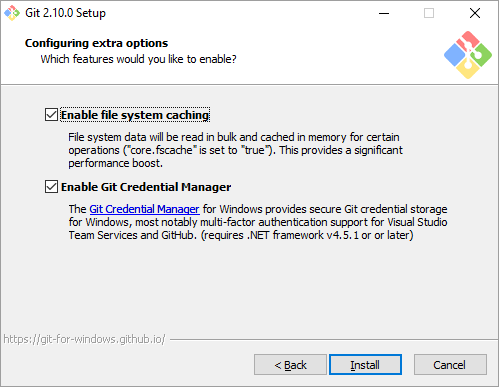 Git 2.10.0 Setup
Configuring extra options
Which features would you like to enable?
Enable file system caching
File system data will be read in bulk and cached in memory for certain
operations ("core.fscache" is set to "true"). This provides a significant
performance boost.
Enable Git Credential Manager
The Git Credential Manager for Windows provides secure Git credential storage
for Windows, most notably multi-factor authentication support for Visual Studio
Team Services and GitHub. (requires .NET framework v4.5.1 or or later)
https://git-for-windows.github.io/
< Back
Install
Cancel